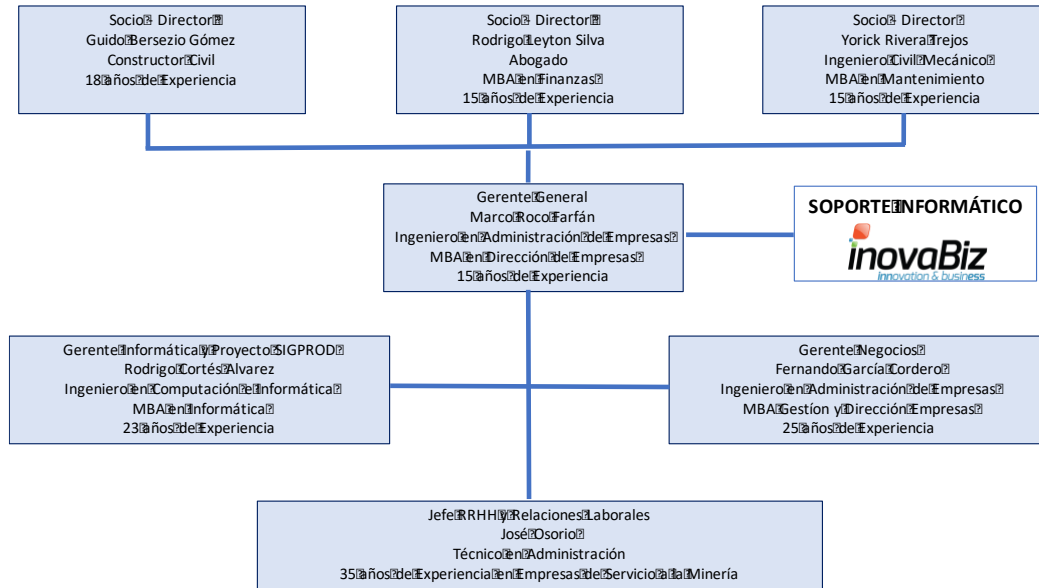 Socio - Director
Guido Bersezio Gómez
Constructor Civil
18 años de Experiencia
Socio - Director
Rodrigo Leyton Silva
Abogado
MBA en Finanzas
15 años de Experiencia
Socio - Director
Yorick Rivera Trejos
Ingeniero Civil Mecánico
MBA en Mantenimiento
15 años de Experiencia
Gerente General
Marco Roco Farfán
Ingeniero en Administración de Empresas
MBA en Dirección de Empresas
15 años de Experiencia
SOPORTE INFORMÁTICO
inovaBiz
innovation & business
Gerente Informática y Proyecto SIGPROD
Rodrigo Cortés Alvarez
Ingeniero en Computación e Informática
MBA en Informática
23 años de Experiencia
Gerente Negocios
Fernando García Cordero
Ingeniero en Administración de Empresas
MBA Gestíon y Dirección Empresas
25 años de Experiencia
Jefe RRHH y Relaciones Laborales
José Osorio
Técnico en Administración
35 años de Experiencia en Empresas de Servicio a la Minería